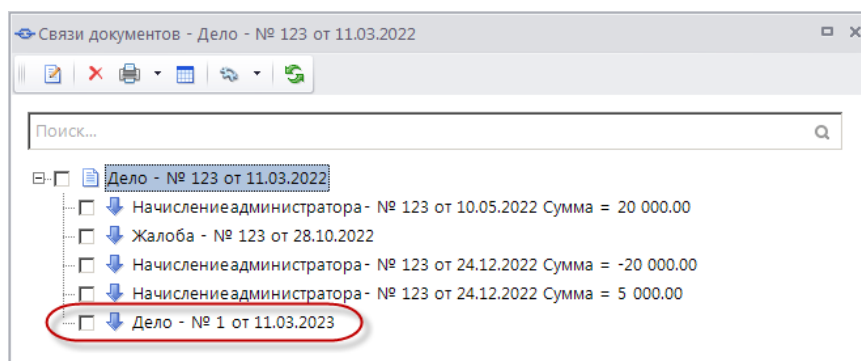 Связи документов - Дело - № 123 от 11.03.2022
Поиск...
Дело - № 123 от 11.03.2022
Начислениеадминистратора- № 123 от 10.05.2022 Сумма = 20 000.00
Жалоба - № 123 от 28.10.2022
Начислениеадминистратора- № 123 от 24.12.2022 Сумма = -20 000.00
Начислениеадминистратора- № 123 от 24.12.2022 Сумма = 5 000.00
Дело - № 1 от 11.03.2023